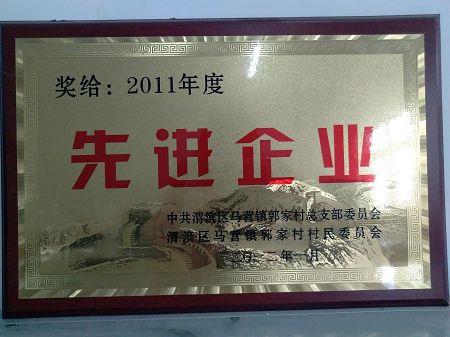 奖给：2011年度
先进企业
中共渭滨区马营镇郭家村总支部委员会
渭滨区马营镇郭家村村民委员会
二〇一二年一月